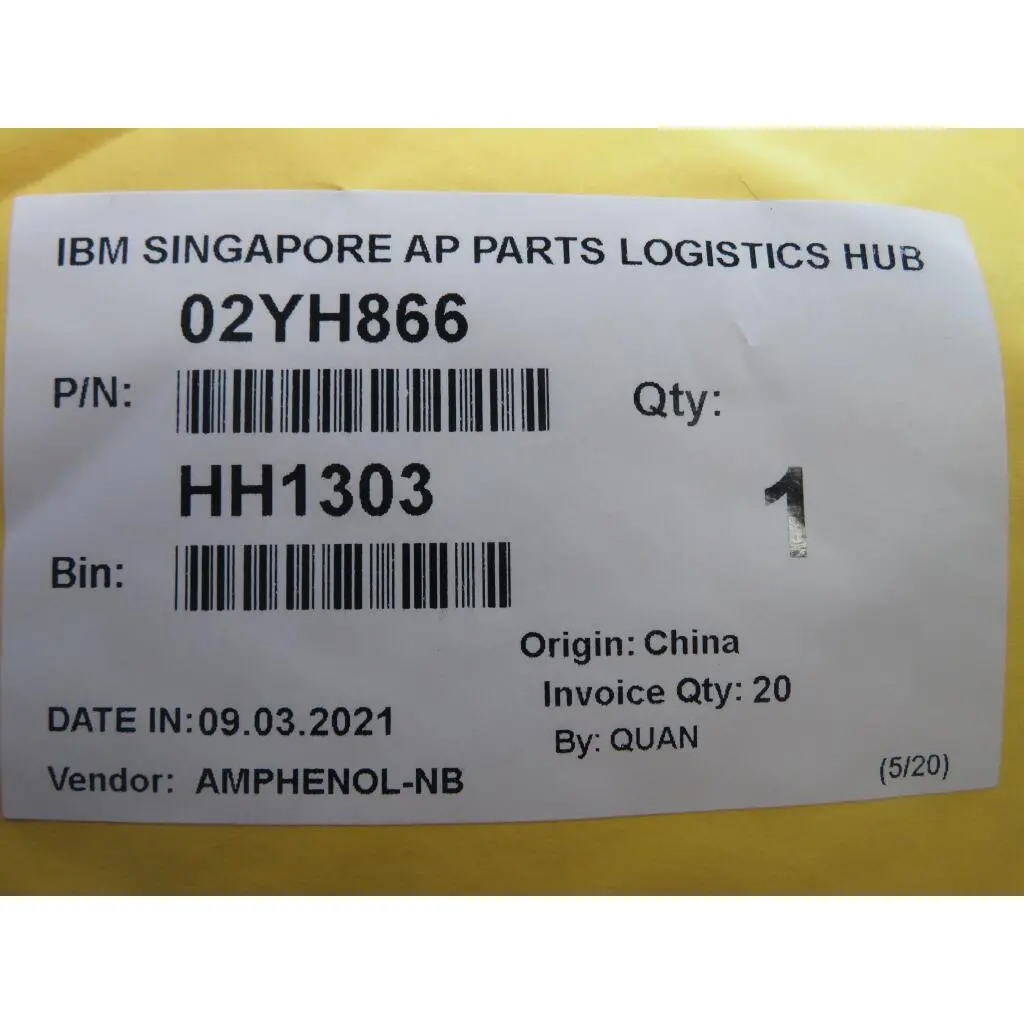 IBM SINGAPORE AP PARTS LOGISTICS HUB
02YH866
P/N:
Qty:
HH1303
1
Bin:
Origin: China
Invoice Qty: 20
DATE IN: 09.03.2021
By: QUAN
Vendor: AMPHENOL-NB
(5/20)